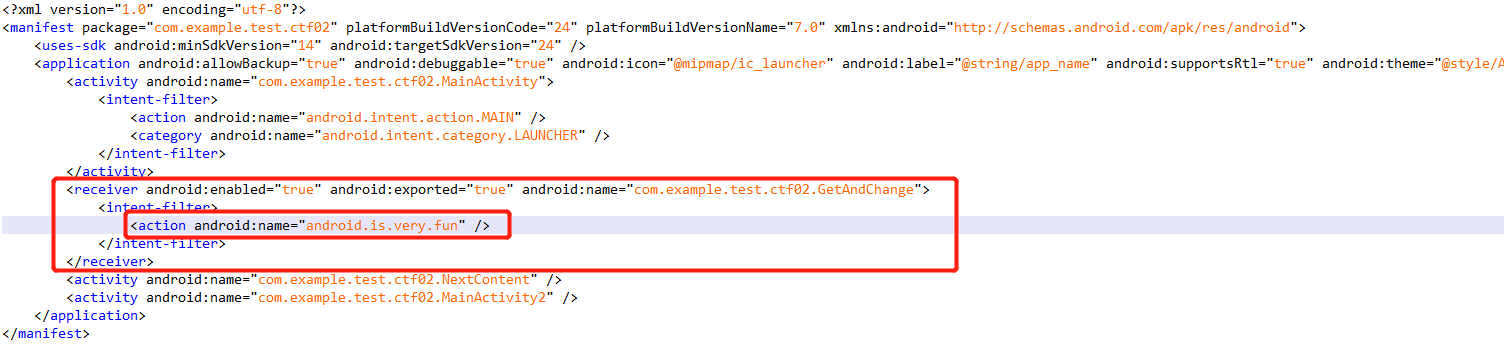 <?xml version="1.0" encoding="utf-8"?>
<manifest package="com.example.test.ctf02" platformBuildVersionCode="24" platformBuildVersionName="7.0" xmlns:android="http://schemas.android.com/apk/res/android">
<uses-sdk android:minSdkVersion="14" android:targetSdkVersion="24" />
<application android:allowBackup="true" android:debuggable="true" android:icon="@mipmap/ic_launcher" android:label="@string/app_name" android:supportsRtl="true" android:theme="@style/A
<activity android:name="com.example.test.ctf02.MainActivity">
<intent-filter>
<action android:name="android.intent.action.MAIN" />
<category android:name="android.intent.category.LAUNCHER" />
</intent-filter>
</activity>
<receiver android:enabled="true" android:exported="true" android:name="com.example.test.ctf02.GetAndChange">
<intent-filter>
<action android:name="android.is.very.fun" />
</intent-filter>
</receiver>
<activity android:name="com.example.test.ctf02.NextContent" />
<activity android:name="com.example.test.ctf02.MainActivity2" />
</application>
</manifest>